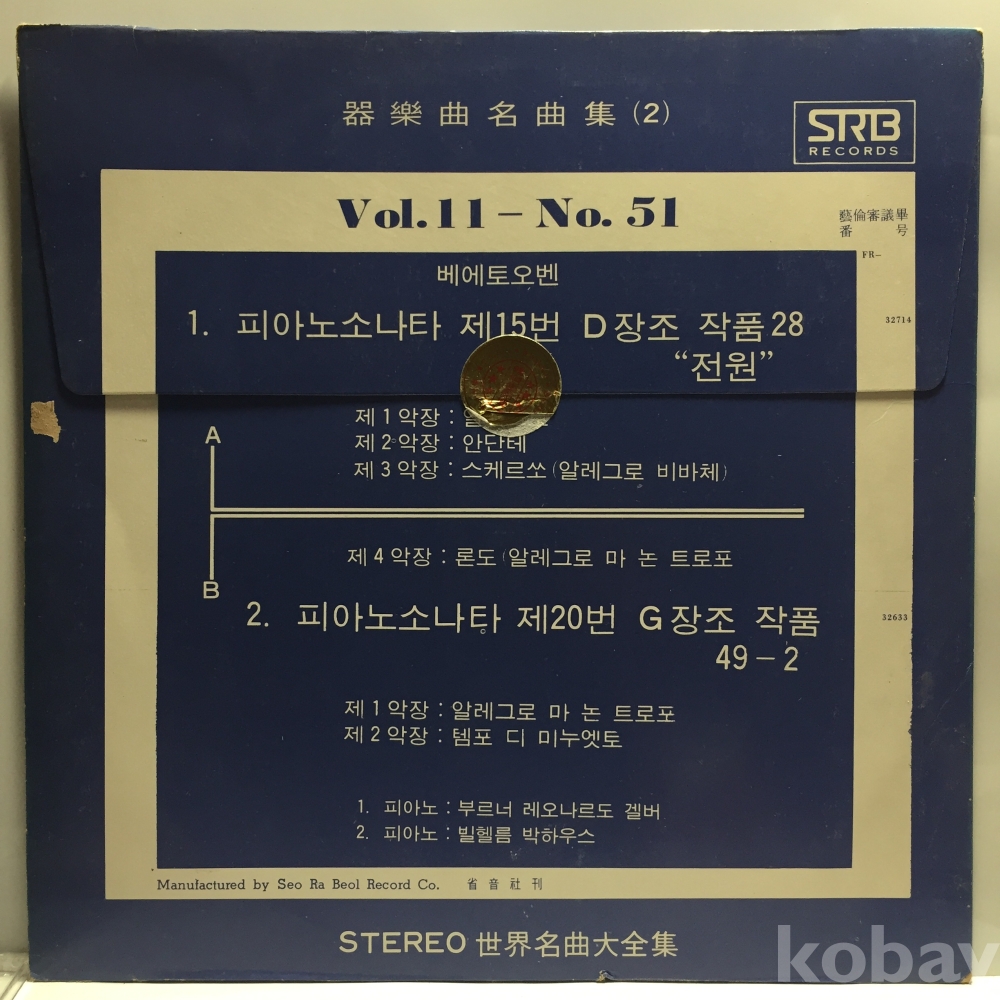 器樂曲名曲集(2)
SRB
RECORDS
Vol.11 – No. 51
藝倫審議畢
番 号
FR–
베에토오벤
1. 피아노소나타 제15번 D장조 작품28
32714
“전원”
A
제1악장 :
제2악장 : 안단테
제3악장 : 스케르쏘(알레그로 비바체)
제4악장 : 론도(알레그로 마 논 트로포
B
2. 피아노소나타 제20번 G장조 작품
32633
49–2
제1악장 : 알레그로 마 논 트로포
제2악장 : 템포 디 미누엣토
1. 피아노 : 부르너 레오나르도 겔버
2. 피아노 : 빌헬름 박하우스
Manufactured by Seo Ra Beol Record Co. 省音社刊
STEREO 世界名曲大全集
kobay